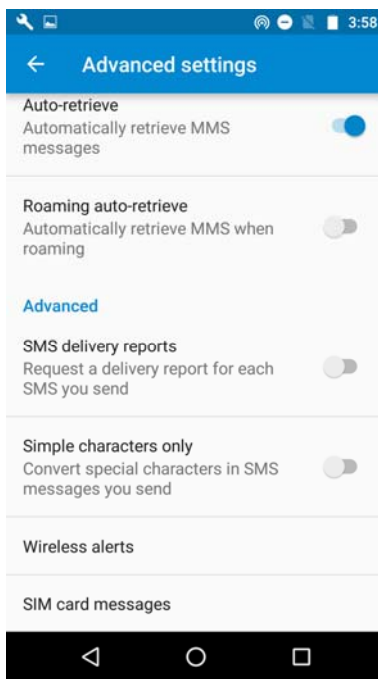 3:58
Advanced settings
Auto-retrieve
Automatically retrieve MMS
messages
Roaming auto-retrieve
Automatically retrieve MMS when
roaming
Advanced
SMS delivery reports
Request a delivery report for each
SMS you send
Simple characters only
Convert special characters in SMS
messages you send
Wireless alerts
SIM card messages